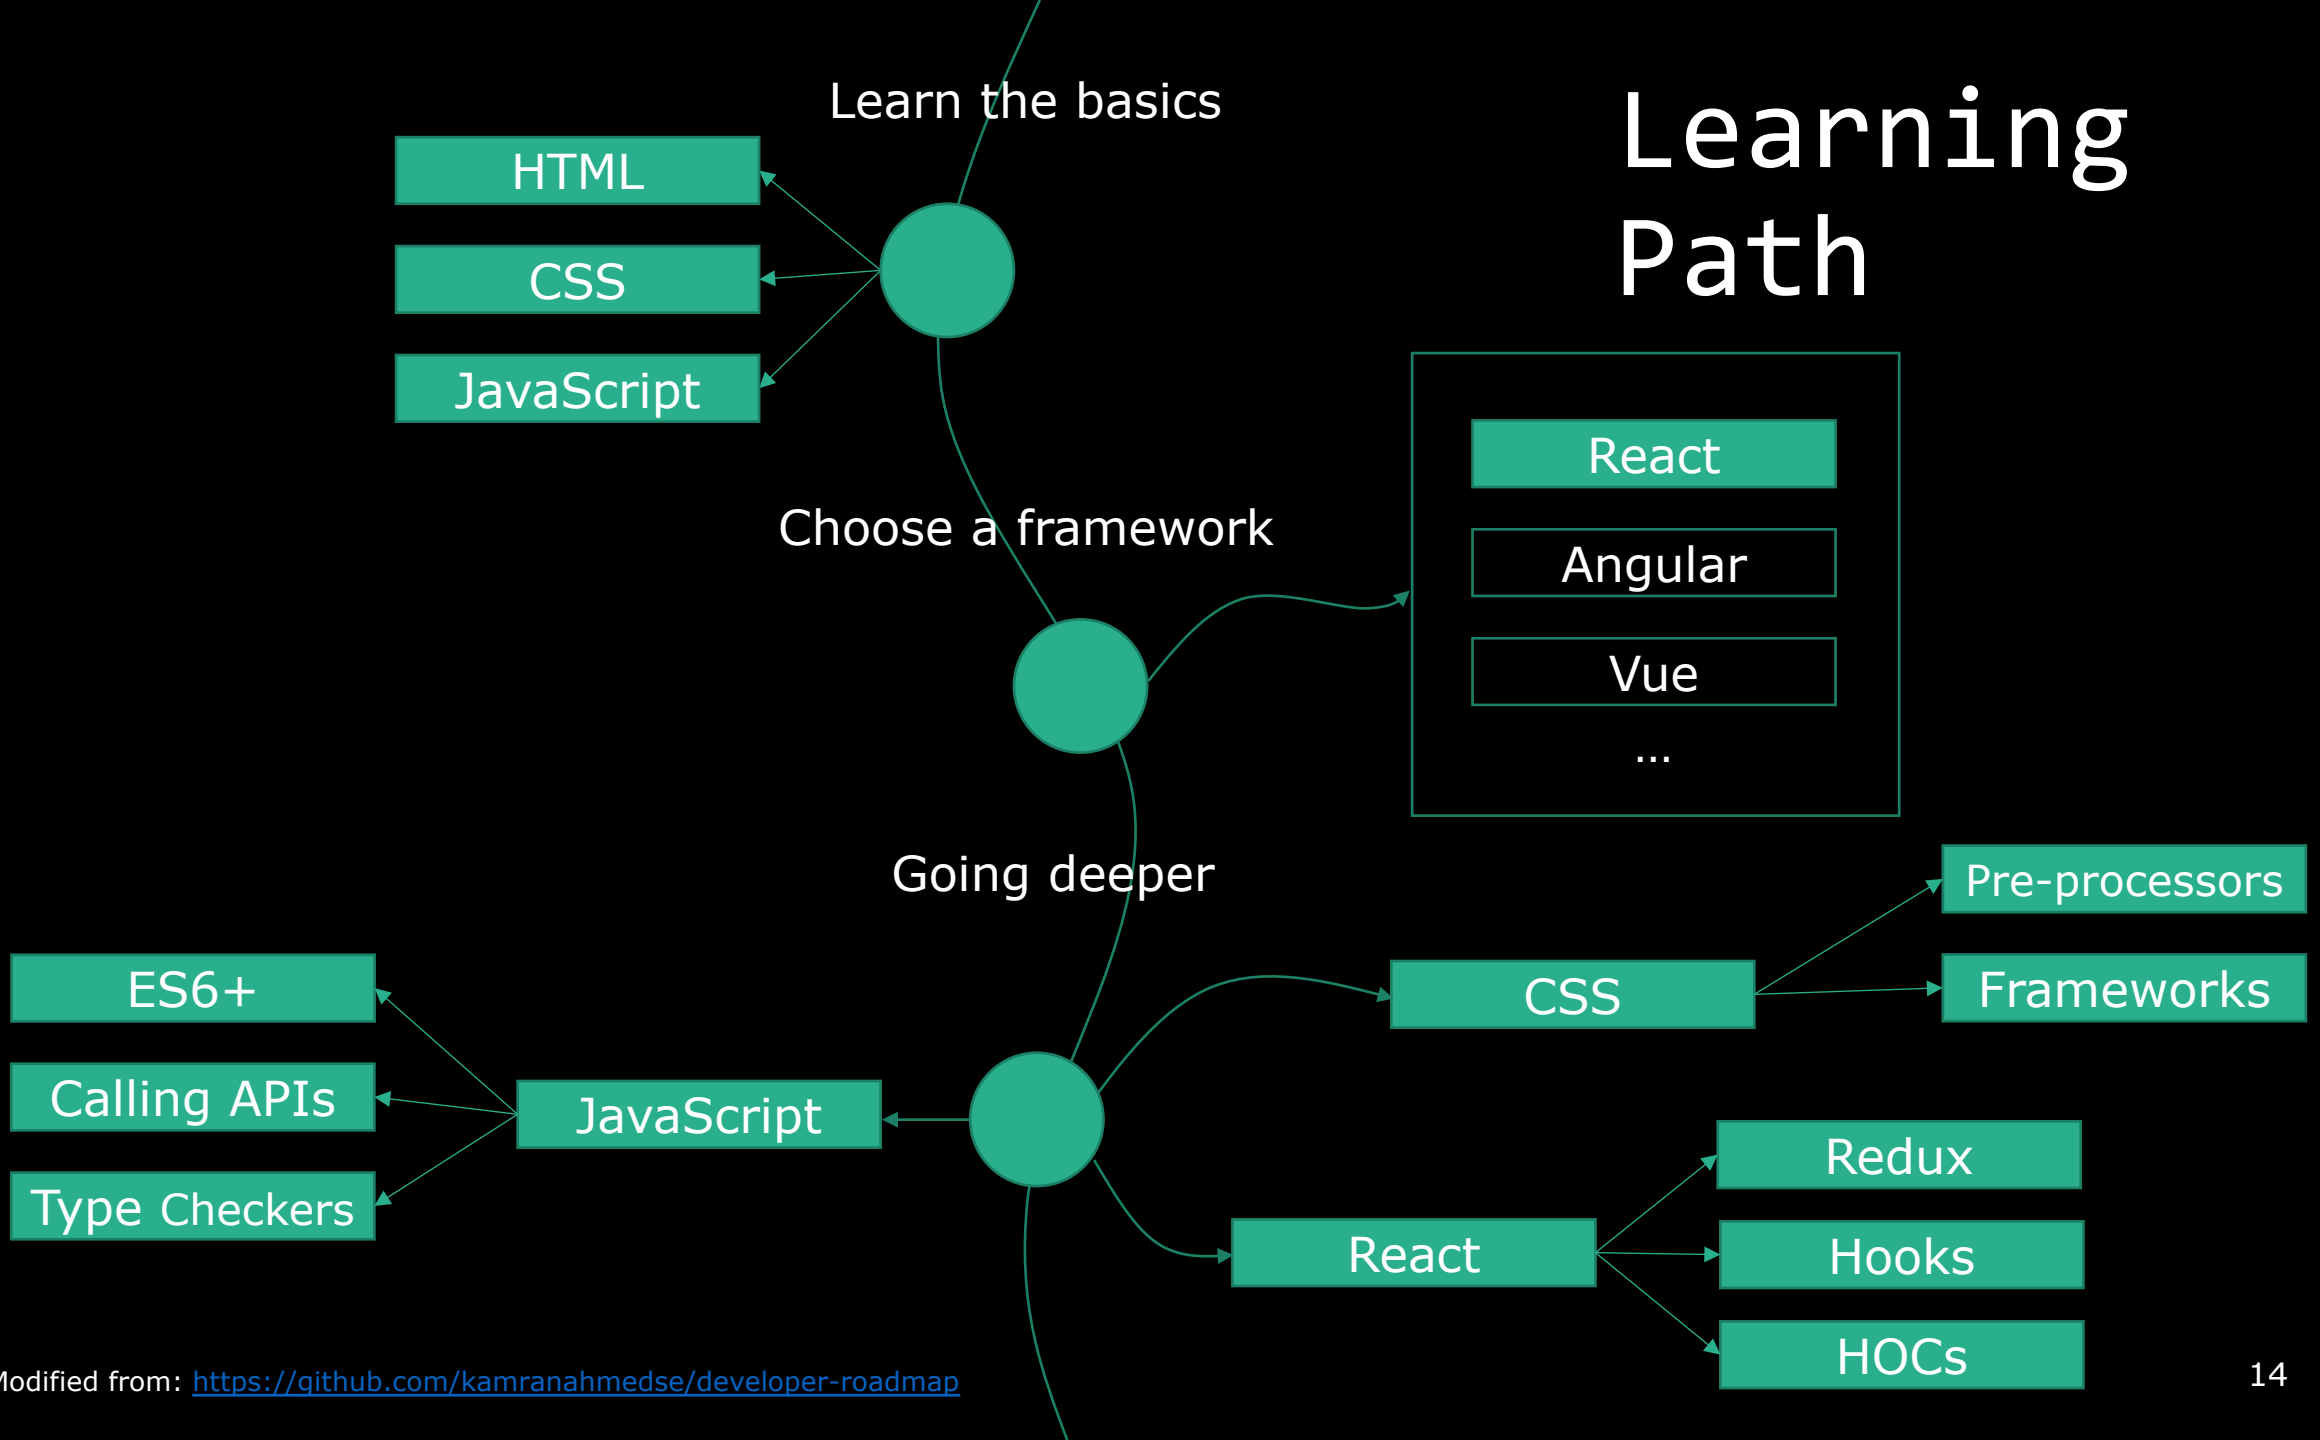 Learning
Path
Learn the basics
HTML
CSS
JavaScript
Choose a framework
React
Angular
Vue
...
Going deeper
CSS
Pre-processors
Frameworks
JavaScript
ES6+
Calling APIs
Type Checkers
React
Redux
Hooks
HOCs
Modified from: https://github.com/kamranahmedse/developer-roadmap
14